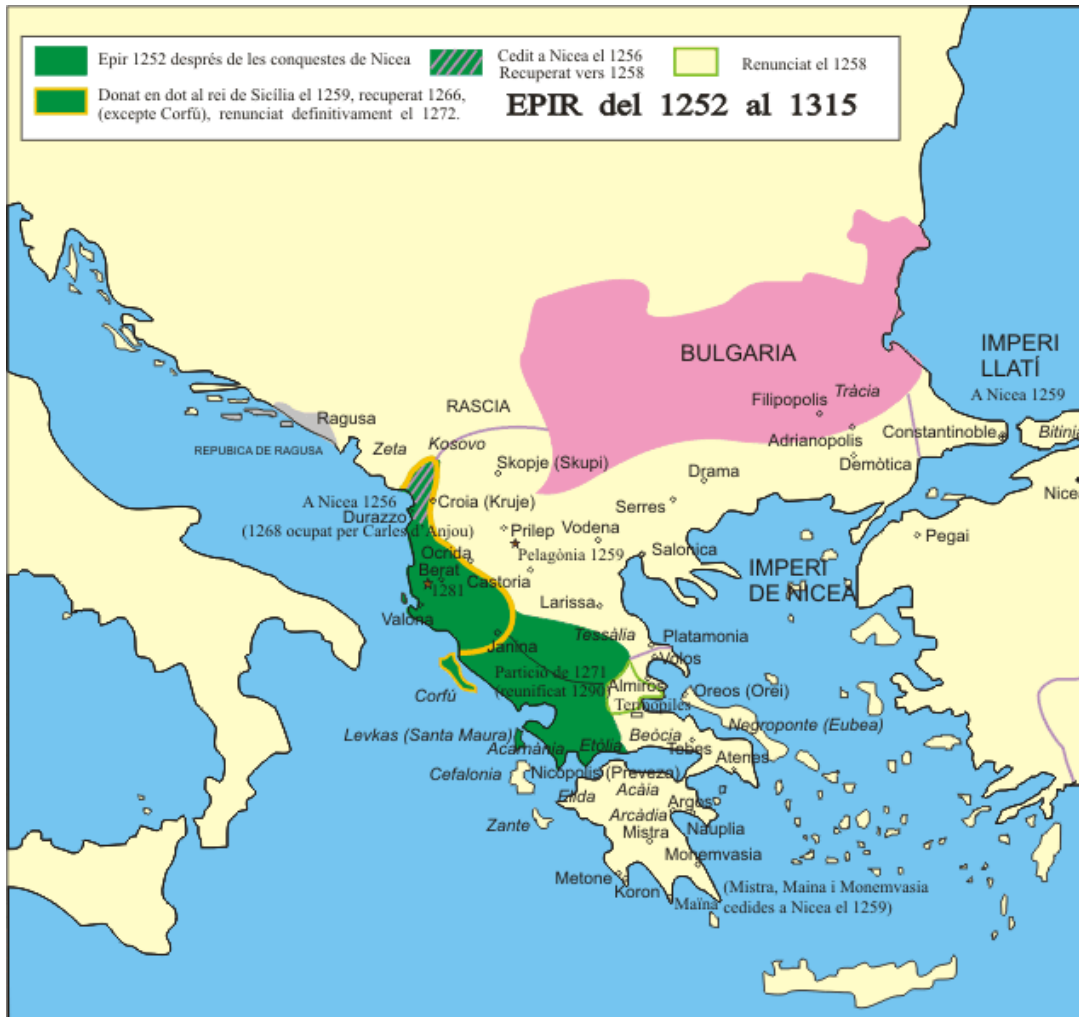 Epir 1252 després de les conquestes de Nicea
Cedit a Nicea el 1256
Recuperat vers 1258
Renunciat el 1258
Donat en dot al rei de Sicília el 1259, recuperat 1266,
(excepte Corfú), renunciat definitivament el 1272.
EPIR del 1252 al 1315
BULGARIA
IMPERI
LLATÍ
A Nicea 1259
Tràcia
Filipopolis
Ragusa
RASCIA
Constantinoble
Bitinia
Adrianopolis
REPUBICA DE RAGUSA
Zeta
Kosovo
Skopje (Skupi)
Demòtica
Drama
Nicea
A Nicea 1256
Croia (Kruje)
Serres
Durazzo
(1268 ocupat per Carles d'Anjou)
Prilep
Vodena
Pegai
Ocrida
Pelagònia 1259
Salonica
Berat
1281
Castoria
IMPERI
DE NICEA
Valona
Larissa
Tessàlia
Platamonia
Janina
Volos
Partició de 1271
(reunificat 1290)
Almiros
Termopiles
Oreos (Orei)
Corfú
Negroponte (Eubea)
Levkas (Santa Maura)
Acarnània
Etòlia
Beòcia
Tebes
Atenes
Cefalonia
Nicopolis (Preveza)
Acàia
Elida
Arcàdia
Argos
Zante
Mistra
Nauplia
Monemvasia
Metone
Koron
Maïna
(Mistra, Maina i Monemvasia
cedides a Nicea el 1259)